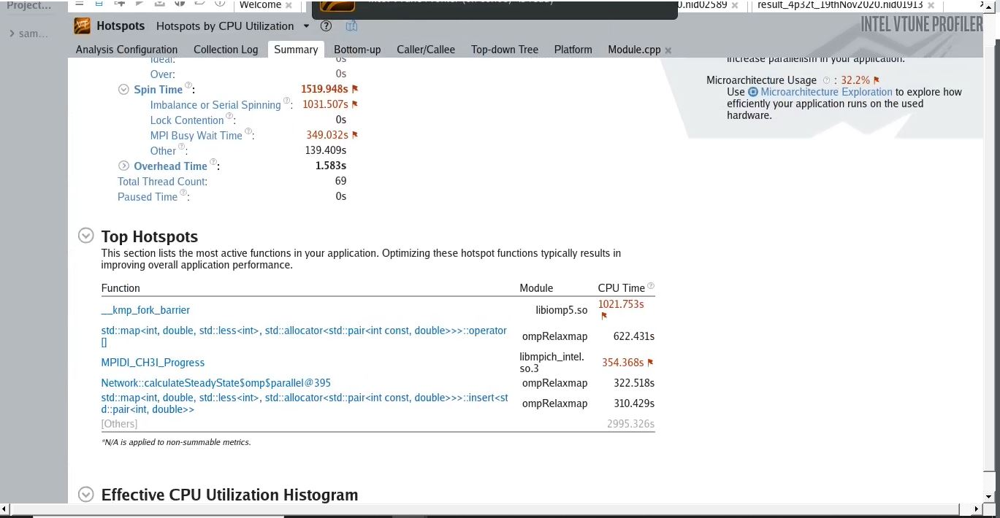 Project...
Welcome
0.nid02589
result_4p32t_19thNov2020.nid01913
sam...
Hotspots Hotspots by CPU Utilization
INTEL VTUNE PROFILER
Analysis Configuration Collection Log Summary Bottom-up Caller/Callee Top-down Tree Platform Module.cpp
Ideal: 0s
increase parallelism in your application.
Over: 0s
Microarchitecture Usage : 32.2%
Spin Time : 1519.948s
Use Microarchitecture Exploration to explore how
efficiently your application runs on the used
hardware.
Imbalance or Serial Spinning : 1031.507s
Lock Contention : 0s
MPI Busy Wait Time : 349.032s
Other : 139.409s
Overhead Time : 1.583s
Total Thread Count: 69
Paused Time : 0s
Top Hotspots
This section lists the most active functions in your application. Optimizing these hotspot functions typically results in
improving overall application performance.
Function Module CPU Time
__kmp_fork_barrier libiomp5.so 1021.753s
std::map<int, double, std::less<int>, std::allocator<std::pair<int const, double>>>::operator
[] ompRelaxmap 622.431s
MPIDI_CH3I_Progress libmpich_intel.
so.3 354.368s
Network::calculateSteadyState$omp$parallel@395 ompRelaxmap 322.518s
std::map<int, double, std::less<int>, std::allocator<std::pair<int const, double>>>::insert<st
d::pair<int, double>> ompRelaxmap 310.429s
[Others] 2995.326s
*N/A is applied to non-summable metrics.
Effective CPU Utilization Histogram